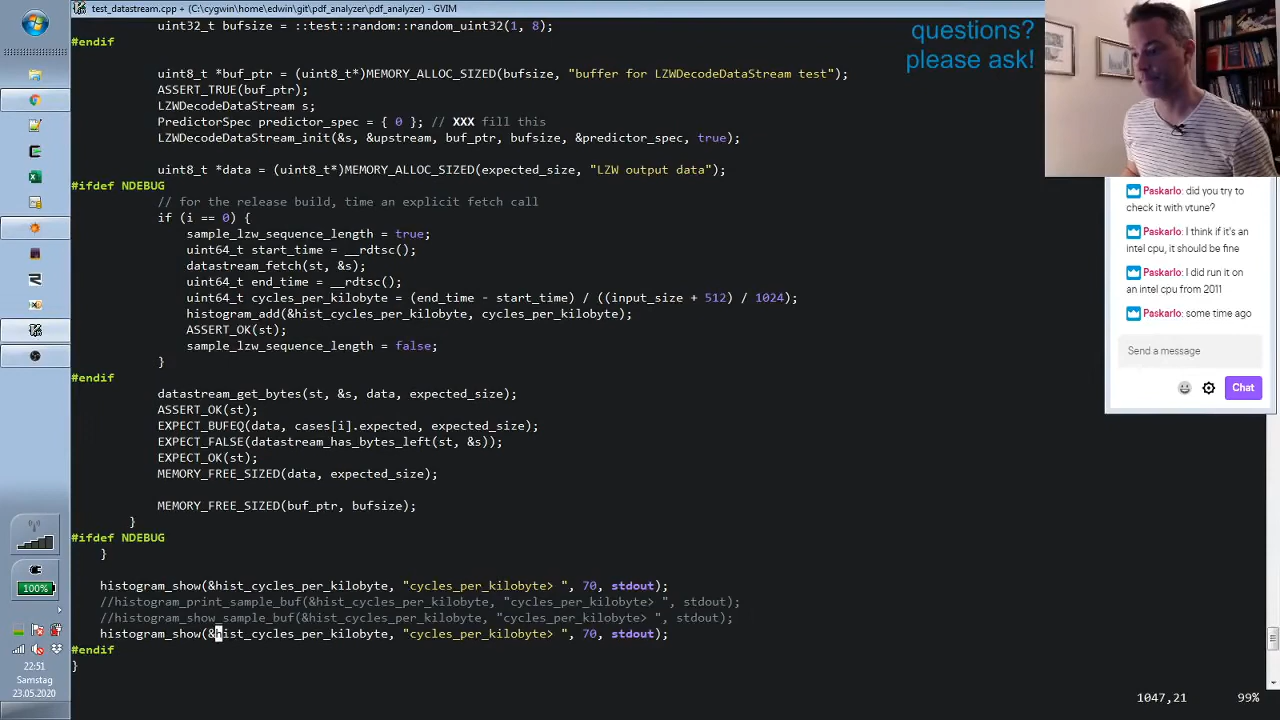 test_datastream.cpp + (C:\cygwin\home\edwin\git\pdf_analyzer\pdf_analyzer) - GVIM
uint32_t bufsize = ::test::random::random_uint32(1, 8);
#endif
uint8_t *buf_ptr = (uint8_t*)MEMORY_ALLOC_SIZED(bufsize, "buffer for LZWDecodeDataStream test");
ASSERT_TRUE(buf_ptr);
LZWDecodeDataStream s;
PredictorSpec predictor_spec = { 0 }; // XXX fill this
LZWDecodeDataStream_init(&s, &upstream, buf_ptr, bufsize, &predictor_spec, true);
uint8_t *data = (uint8_t*)MEMORY_ALLOC_SIZED(expected_size, "LZW output data");
#ifdef NDEBUG
// for the release build, time an explicit fetch call
if (i == 0) {
sample_lzw_sequence_length = true;
uint64_t start_time = __rdtsc();
datastream_fetch(st, &s);
uint64_t end_time = __rdtsc();
uint64_t cycles_per_kilobyte = (end_time - start_time) / ((input_size + 512) / 1024);
histogram_add(&hist_cycles_per_kilobyte, cycles_per_kilobyte);
ASSERT_OK(st);
sample_lzw_sequence_length = false;
}
#endif
datastream_get_bytes(st, &s, data, expected_size);
ASSERT_OK(st);
EXPECT_BUFEQ(data, cases[i].expected, expected_size);
EXPECT_FALSE(datastream_has_bytes_left(st, &s));
EXPECT_OK(st);
MEMORY_FREE_SIZED(data, expected_size);
MEMORY_FREE_SIZED(buf_ptr, bufsize);
}
#ifdef NDEBUG
}
histogram_show(&hist_cycles_per_kilobyte, "cycles_per_kilobyte> ", 70, stdout);
//histogram_print_sample_buf(&hist_cycles_per_kilobyte, "cycles_per_kilobyte> ", stdout);
//histogram_show_sample_buf(&hist_cycles_per_kilobyte, "cycles_per_kilobyte> ", stdout);
histogram_show(&hist_cycles_per_kilobyte, "cycles_per_kilobyte> ", 70, stdout);
#endif
}
1047,21 99%
questions?
please ask!
Paskarlo: did you try to
check it with vtune?
Paskarlo: I think if it's an
intel cpu, it should be fine
Paskarlo: I did run it on
an intel cpu from 2011
Paskarlo: some time ago
Send a message
Chat
100%
22:51
Samstag
23.05.2020